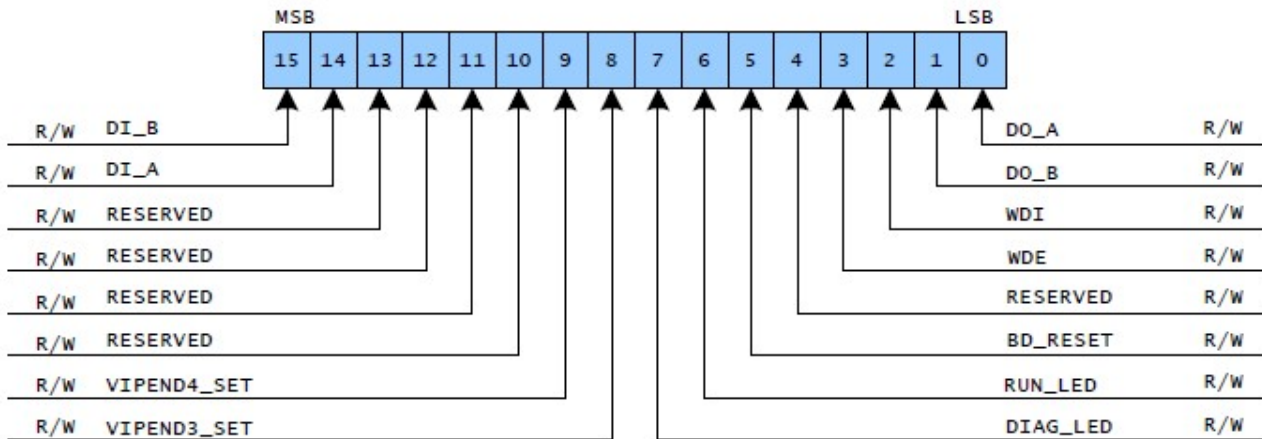 MSB LSB
15 14 13 12 11 10 9 8 7 6 5 4 3 2 1 0
R/W DI_B DO_A R/W
R/W DI_A DO_B R/W
R/W RESERVED WDI R/W
R/W RESERVED WDE R/W
R/W RESERVED RESERVED R/W
R/W RESERVED BD_RESET R/W
R/W VIPEND4_SET RUN_LED R/W
R/W VIPEND3_SET DIAG_LED R/W